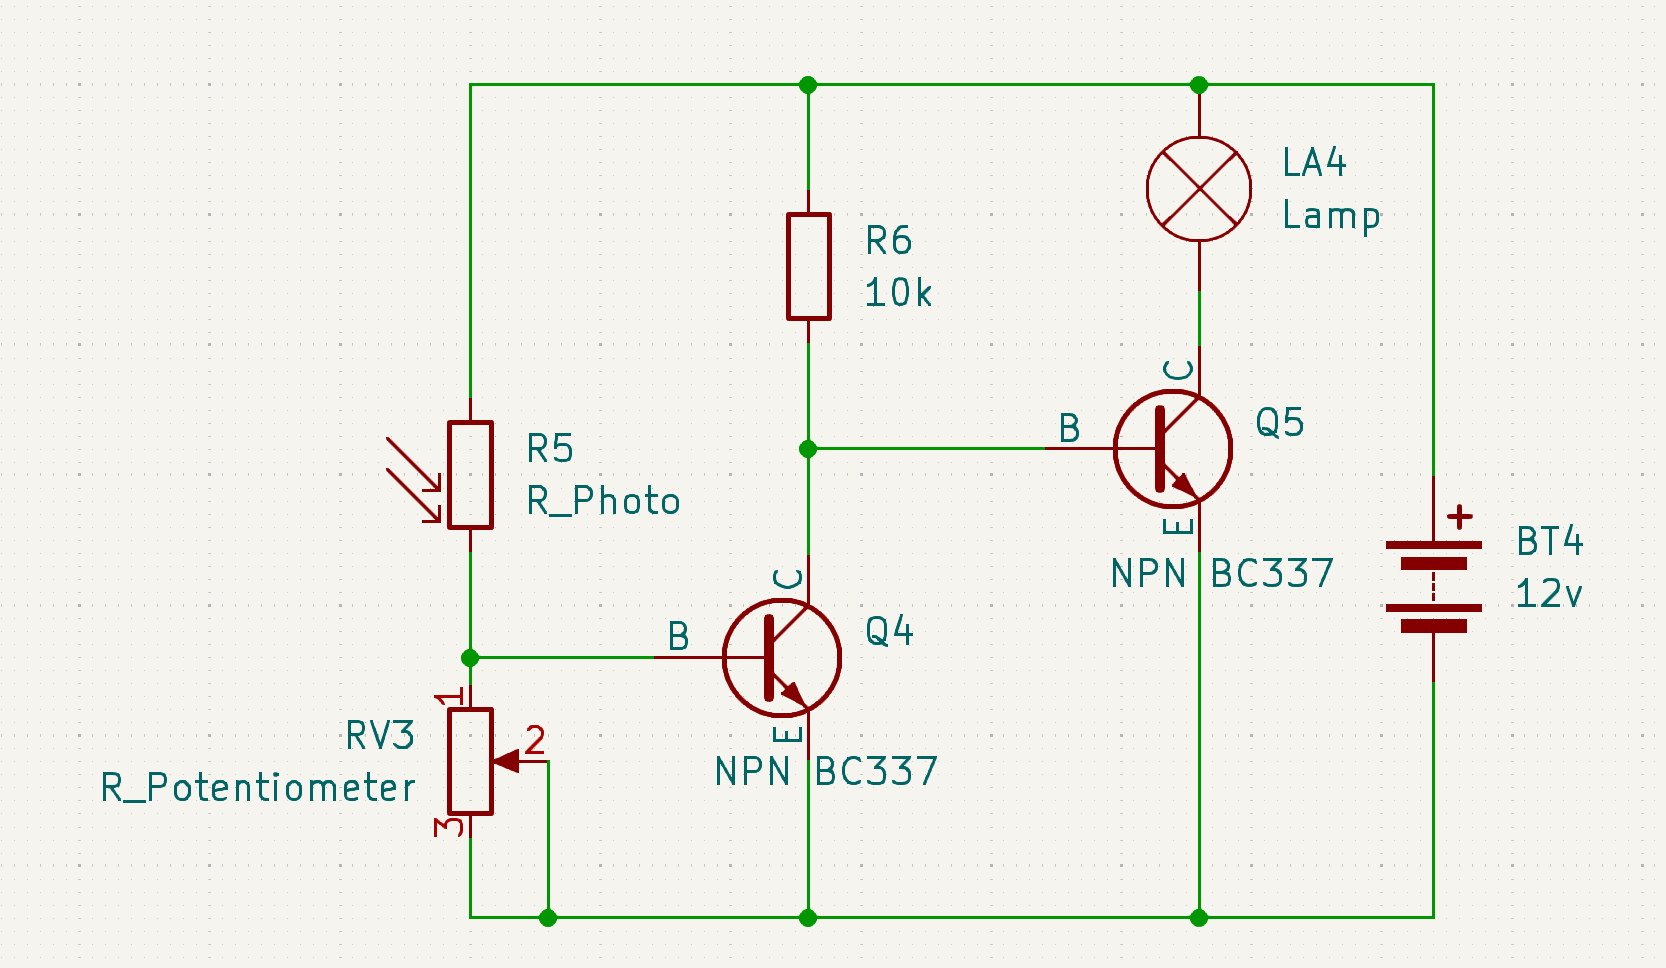 LA4
Lamp
R6
10k
C
B
Q5
E
NPN BC337
R5
R_Photo
+
BT4
12v
C
B
Q4
E
NPN BC337
1
RV3
2
R_Potentiometer
3